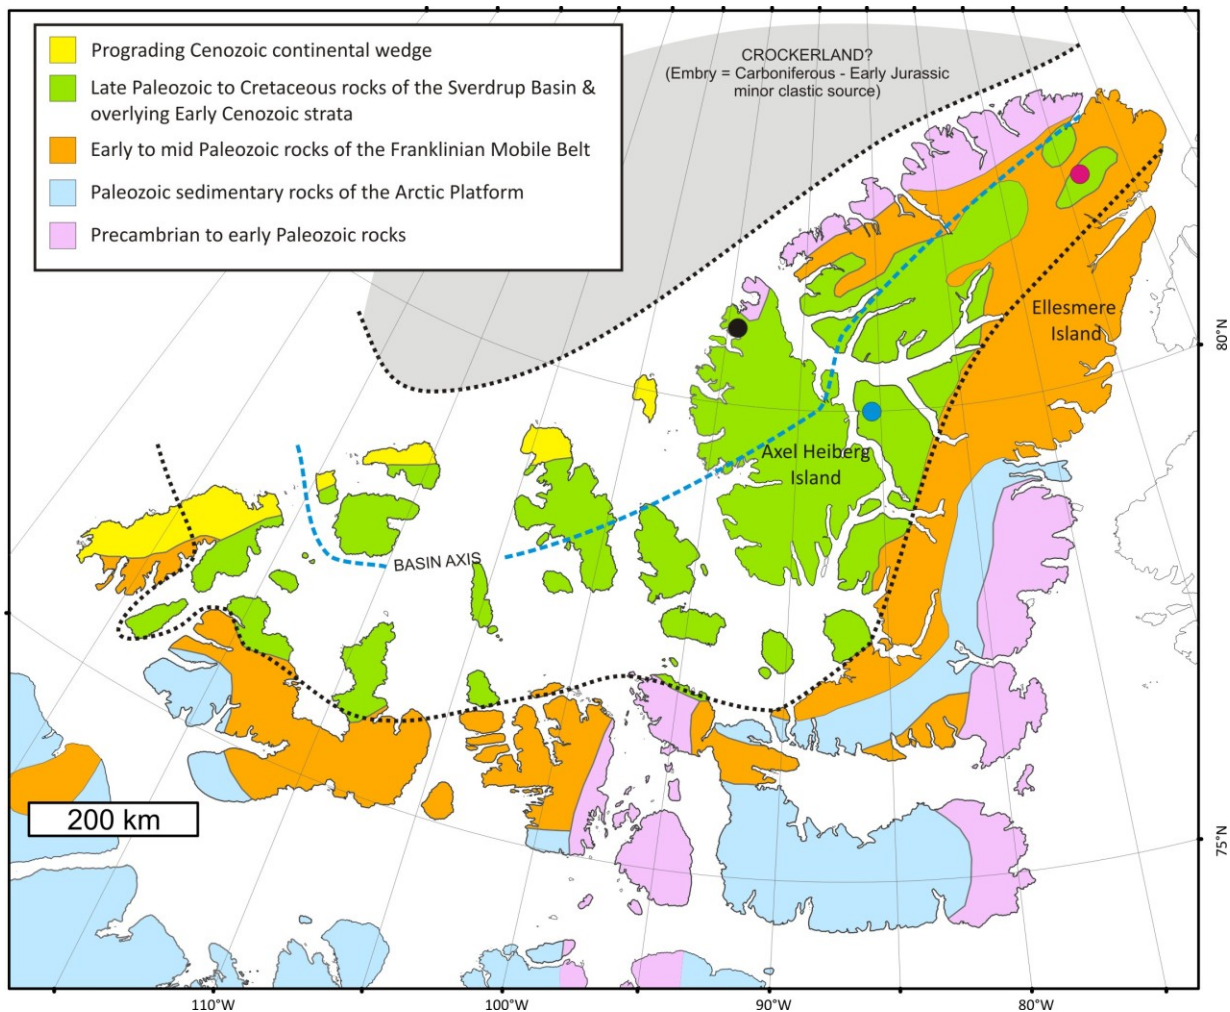 Prograding Cenozoic continental wedge
Late Paleozoic to Cretaceous rocks of the Sverdrup Basin &
overlying Early Cenozoic strata
Early to mid Paleozoic rocks of the Franklinian Mobile Belt
Paleozoic sedimentary rocks of the Arctic Platform
Precambrian to early Paleozoic rocks
CROCKERLAND?
(Embry = Carboniferous - Early Jurassic
minor clastic source)
Ellesmere
Island
80°N
Axel Heiberg
Island
BASIN AXIS
200 km
75°N
110°W
100°W
90°W
80°W